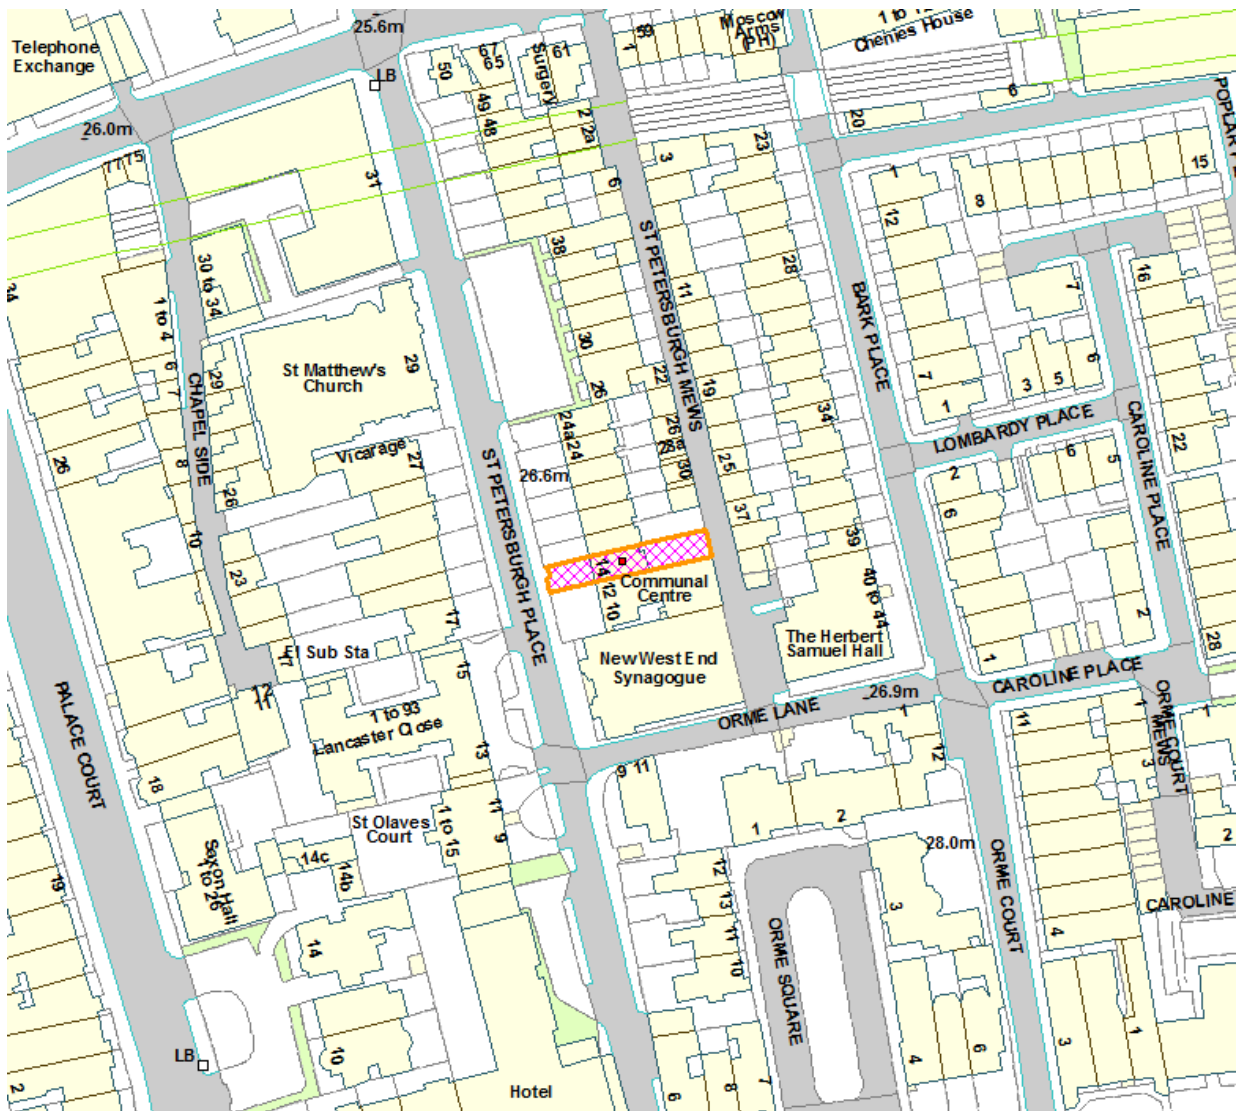 Telephone
Exchange
25.6m
LB
26.0m
77
75
50
67
65
61
Surgery
49
48
2
2a
59
1
Moscow
Arms
(PH)
Chenies House
6
POPLAR
20
15
8
1
12
23
3
6
31
34
30 to 34
1 to 4
6
7
8
10
29
26
23
CHAPEL SIDE
St Matthew's
Church
29
Vicarage
27
26
38
30
26
24a
24
22
26a
28
30
11
19
25
37
28
34
39
40 to 44
ST PETERSBURGH MEWS
BARK PLACE
7
1
16
7
6
5
3
LOMBARDY PLACE
CAROLINE PLACE
22
2
6
6
5
2
28
1
26.6m
ST PETERSBURGH PLACE
14
12
10
Communal
Centre
New West End
Synagogue
The Herbert
Samuel Hall
26.9m
ORME LANE
CAROLINE PLACE
17
15
El Sub Sta
17
12
11
1 to 93
Lancaster Close
13
11
9
St Olaves
Court
1 to 15
PALACE COURT
18
Saxon Hall
1 to 26
14c
14b
14
19
10
2
LB
Hotel
9
11
1
12
1
2
28.0m
12
13
11
10
ORME SQUARE
3
4
6
6
8
7
ORME COURT
11
1
3
ORME COURT
MEWS
1
2
CAROLINE
4
3
1